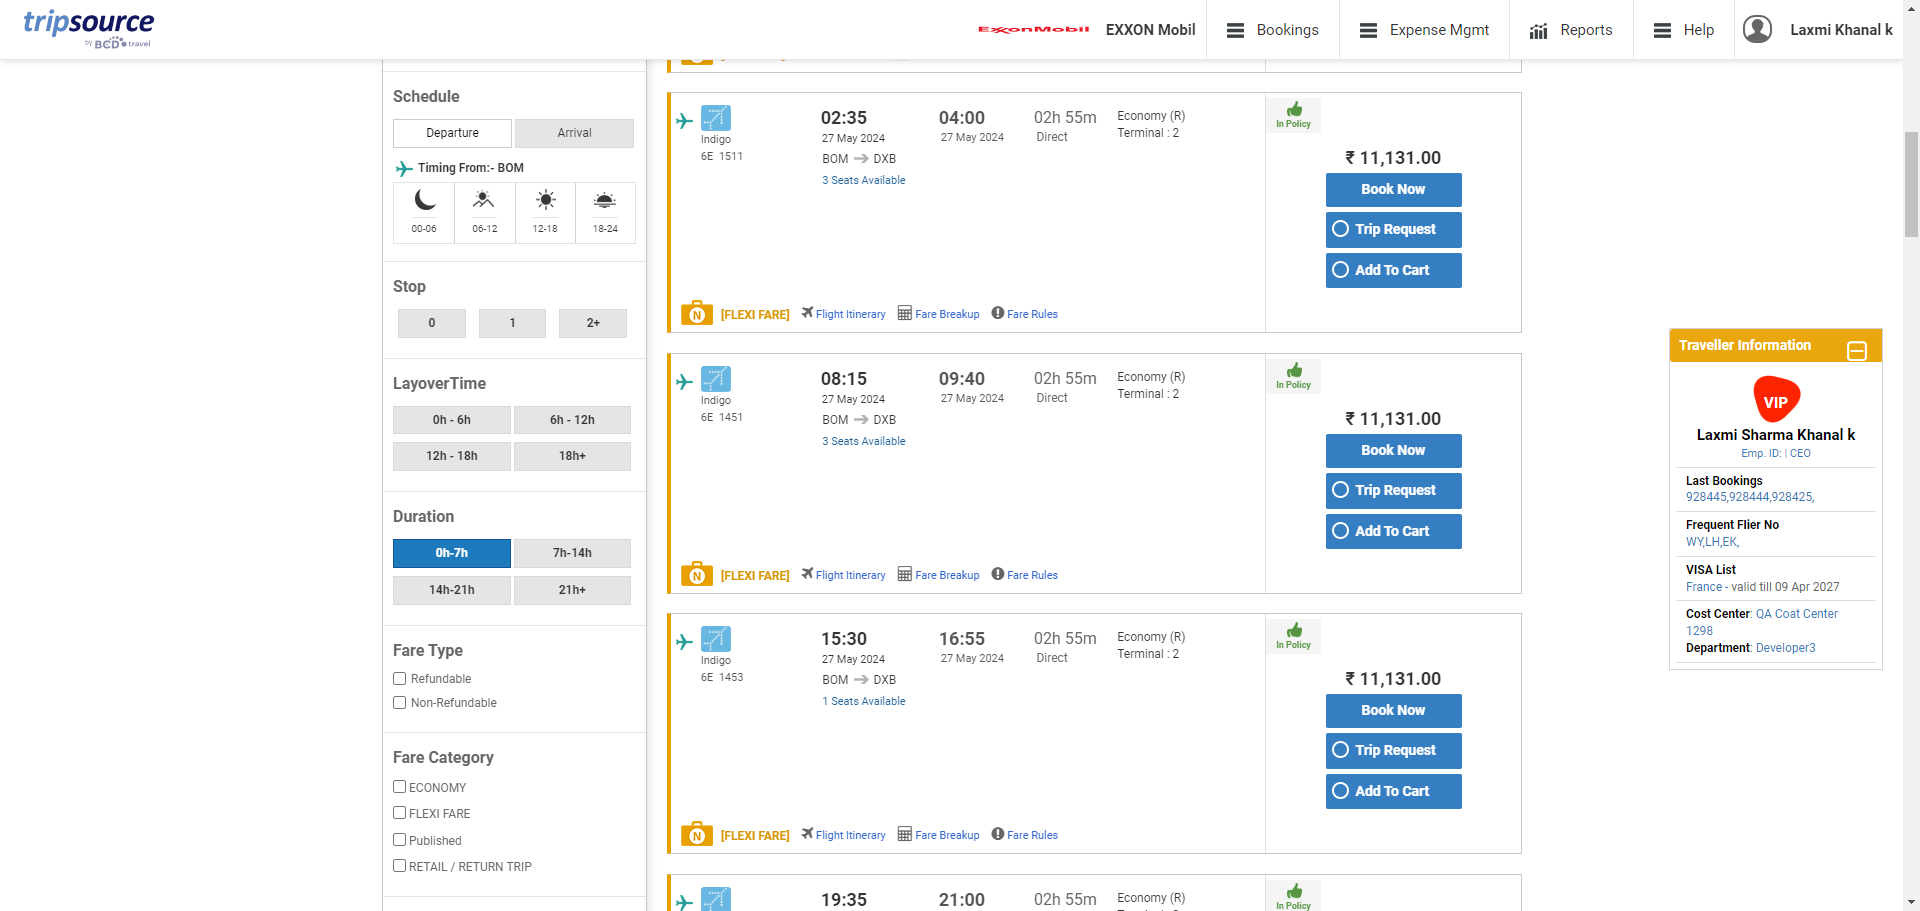 tripsource
by BCD travel
ExxonMobil
EXXON Mobil
Bookings
Expense Mgmt
Reports
Help
Laxmi Khanal k
Schedule
Departure
Arrival
Timing From:- BOM
00-06
06-12
12-18
18-24
Stop
0
1
2+
LayoverTime
0h - 6h
6h - 12h
12h - 18h
18h+
Duration
0h-7h
7h-14h
14h-21h
21h+
Fare Type
Refundable
Non-Refundable
Fare Category
ECONOMY
FLEXI FARE
Published
RETAIL / RETURN TRIP
Indigo
6E 1511
02:35
27 May 2024
BOM DXB
3 Seats Available
04:00
27 May 2024
02h 55m
Direct
Economy (R)
Terminal : 2
In Policy
₹ 11,131.00
Book Now
Trip Request
Add To Cart
N
[FLEXI FARE]
Flight Itinerary
Fare Breakup
Fare Rules
Indigo
6E 1451
08:15
27 May 2024
BOM DXB
3 Seats Available
09:40
27 May 2024
02h 55m
Direct
Economy (R)
Terminal : 2
In Policy
₹ 11,131.00
Book Now
Trip Request
Add To Cart
N
[FLEXI FARE]
Flight Itinerary
Fare Breakup
Fare Rules
Indigo
6E 1453
15:30
27 May 2024
BOM DXB
1 Seats Available
16:55
27 May 2024
02h 55m
Direct
Economy (R)
Terminal : 2
In Policy
₹ 11,131.00
Book Now
Trip Request
Add To Cart
N
[FLEXI FARE]
Flight Itinerary
Fare Breakup
Fare Rules
19:35
21:00
02h 55m
Economy (R)
In Policy
Traveller Information
VIP
Laxmi Sharma Khanal k
Emp. ID: | CEO
Last Bookings
928445,928444,928425,
Frequent Flier No
WY,LH,EK,
VISA List
France - valid till 09 Apr 2027
Cost Center: QA Coat Center
1298
Department: Developer3